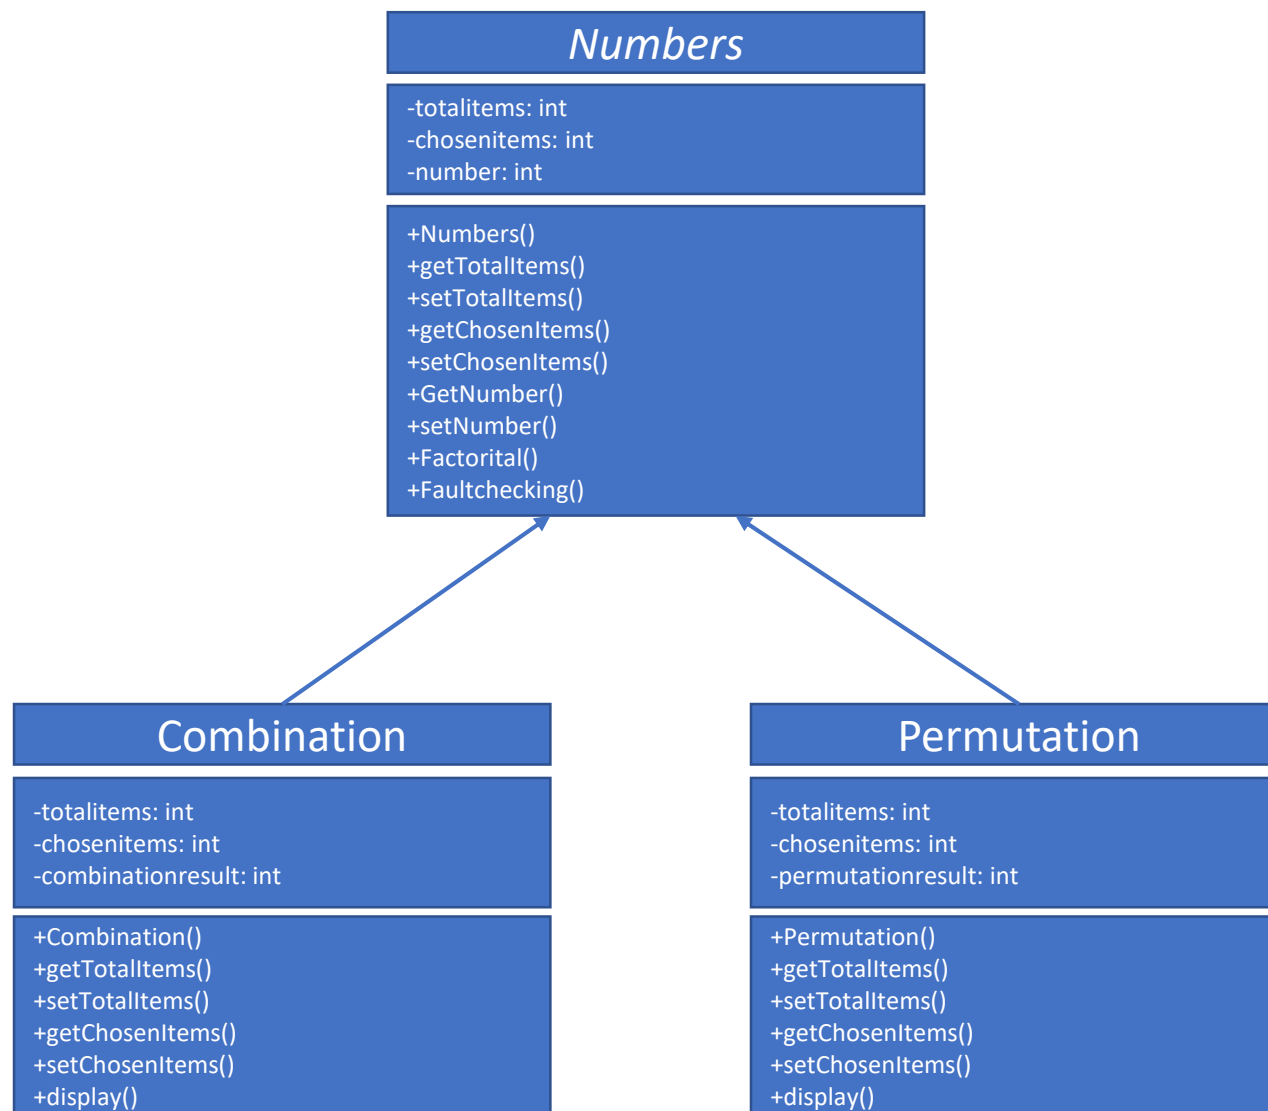 Numbers
-totalitems: int
-chosenitems: int
-number: int
+Numbers()
+getTotalItems()
+setTotalItems()
+getChosenItems()
+setChosenItems()
+GetNumber()
+setNumber()
+Factorital()
+Faultchecking()
Combination
-totalitems: int
-chosenitems: int
-combinationresult: int
+Combination()
+getTotalItems()
+setTotalItems()
+getChosenItems()
+setChosenItems()
+display()
Permutation
-totalitems: int
-chosenitems: int
-permutationresult: int
+Permutation()
+getTotalItems()
+setTotalItems()
+getChosenItems()
+setChosenItems()
+display()